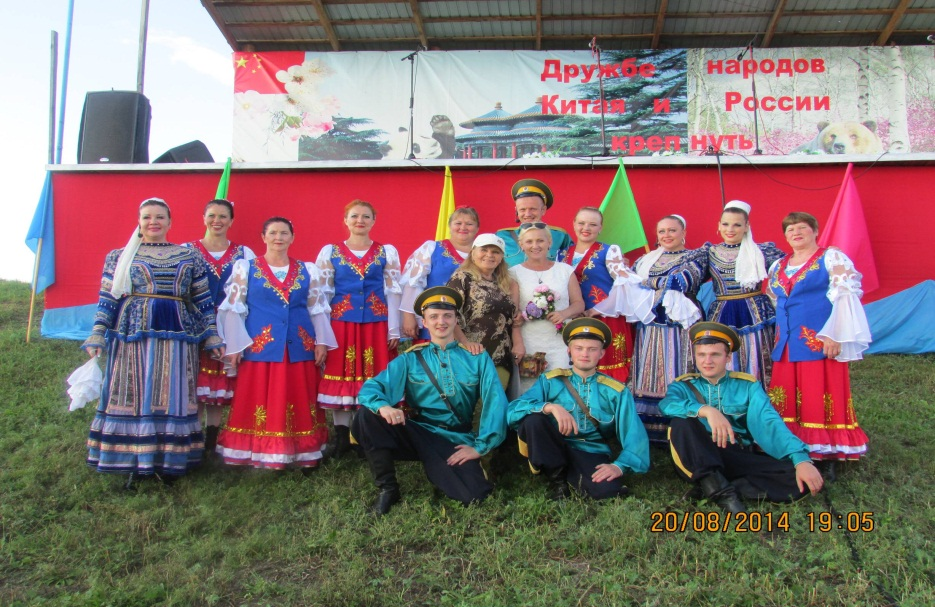 Дружбе народов
Китая и России
креп нуть
20/08/2014 19:05